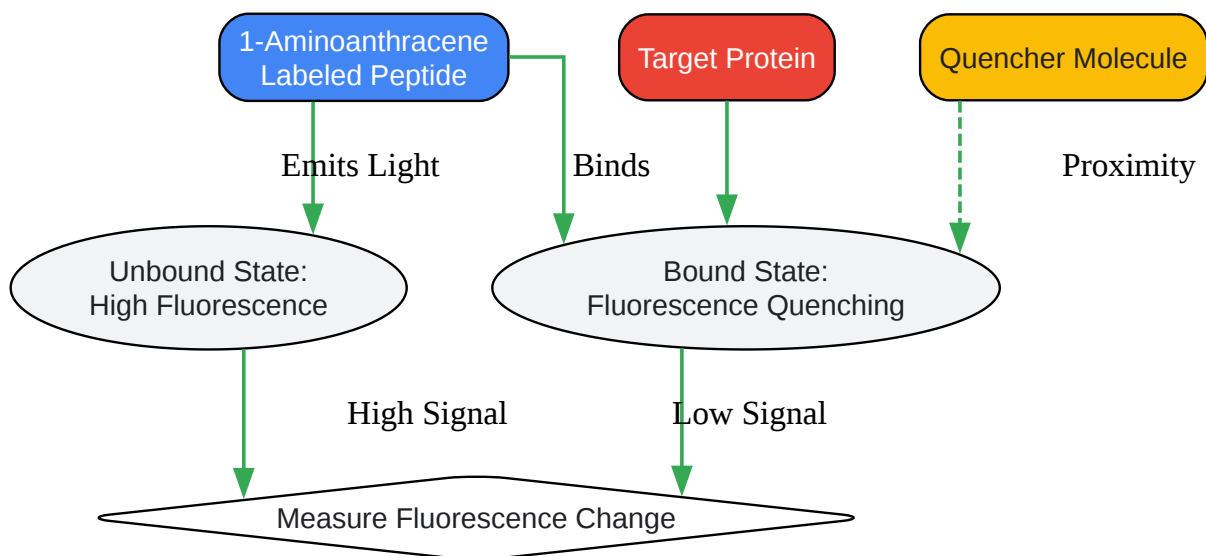 1-Aminoanthracene
Labeled Peptide
Target Protein
Quencher Molecule
Emits Light
Binds
Proximity
Unbound State:
High Fluorescence
Bound State:
Fluorescence Quenching
High Signal
Low Signal
Measure Fluorescence Change